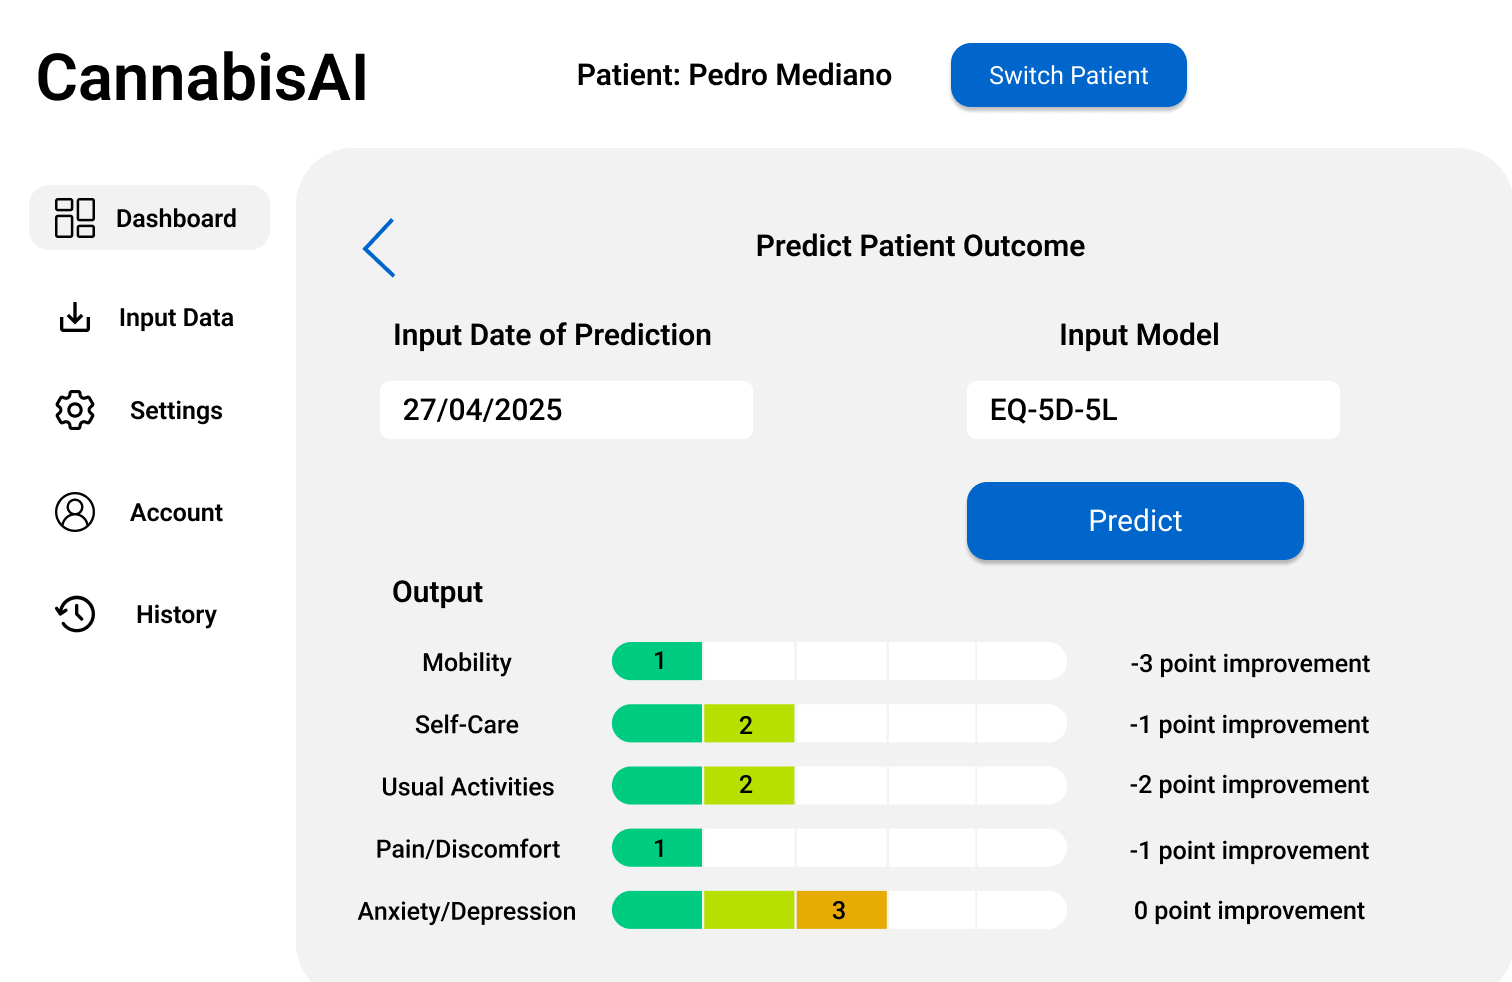 CannabisAI
Patient: Pedro Mediano
Switch Patient
Dashboard
Input Data
Settings
Account
History
Predict Patient Outcome
Input Date of Prediction
Input Model
27/04/2025
EQ-5D-5L
Predict
Output
Mobility 1 -3 point improvement
Self-Care 2 -1 point improvement
Usual Activities 2 -2 point improvement
Pain/Discomfort 1 -1 point improvement
Anxiety/Depression 3 0 point improvement